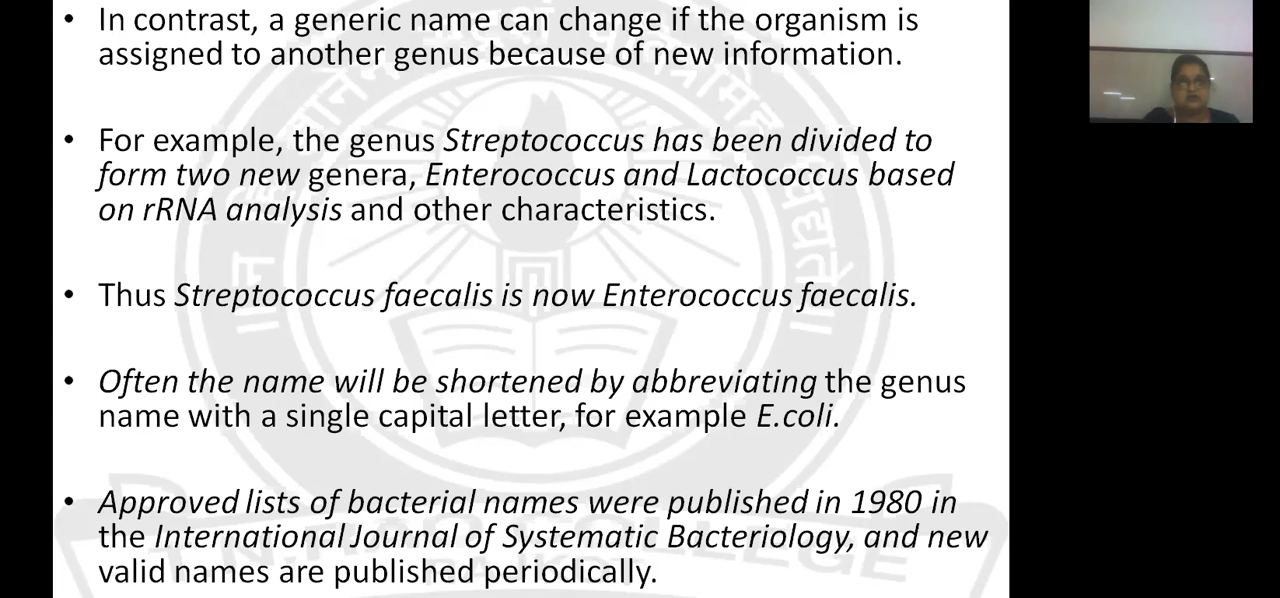 • In contrast, a generic name can change if the organism is
assigned to another genus because of new information.
• For example, the genus Streptococcus has been divided to
form two new genera, Enterococcus and Lactococcus based
on rRNA analysis and other characteristics.
• Thus Streptococcus faecalis is now Enterococcus faecalis.
• Often the name will be shortened by abbreviating the genus
name with a single capital letter, for example E.coli.
• Approved lists of bacterial names were published in 1980 in
the International Journal of Systematic Bacteriology, and new
valid names are published periodically.